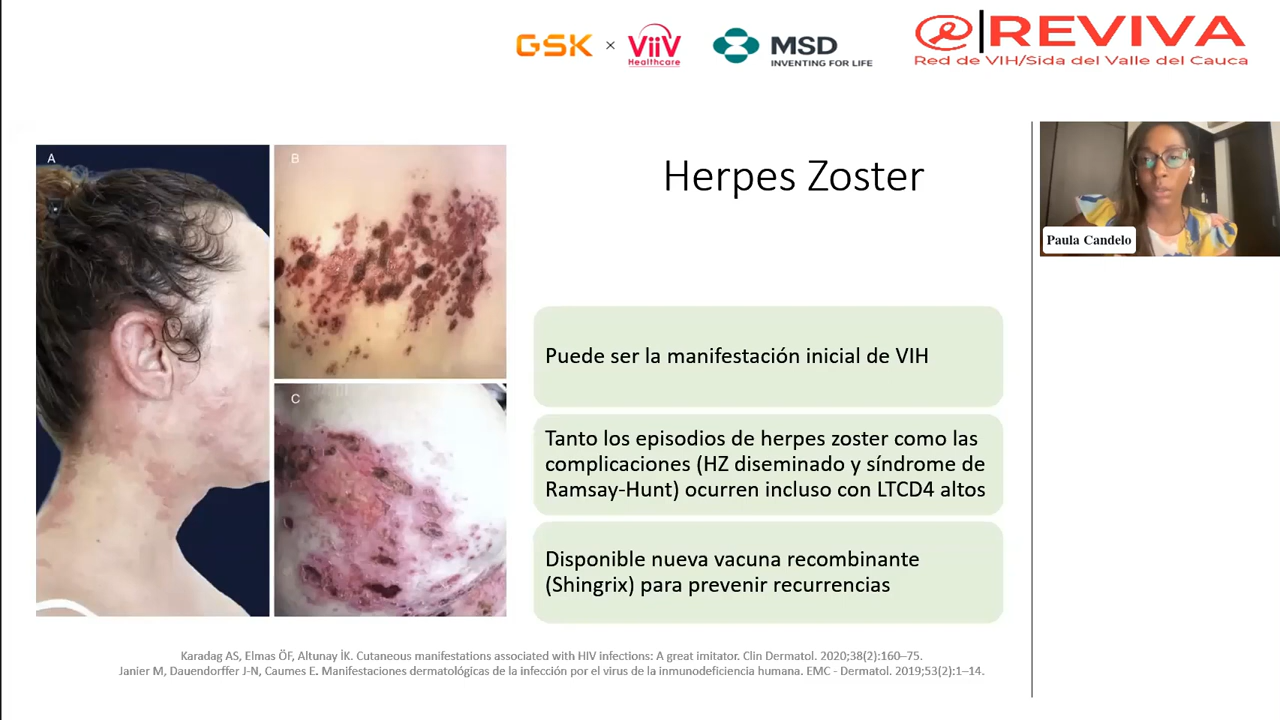 GSK × ViiV
Healthcare
MSD
INVENTING FOR LIFE
REVIVA
Red de VIH/Sida del Valle del Cauca
A
B
C
Herpes Zoster
Paula Candelo
Puede ser la manifestación inicial de VIH
Tanto los episodios de herpes zoster como las
complicaciones (HZ diseminado y síndrome de
Ramsay-Hunt) ocurren incluso con LTCD4 altos
Disponible nueva vacuna recombinante
(Shingrix) para prevenir recurrencias
Karadag AS, Elmas ÖF, Altunay İK. Cutaneous manifestations associated with HIV infections: A great imitator. Clin Dermatol. 2020;38(2):160–75.
Janier M, Dauendorffer J-N, Caumes E. Manifestaciones dermatológicas de la infección por el virus de la inmunodeficiencia humana. EMC - Dermatol. 2019;53(2):1–14.